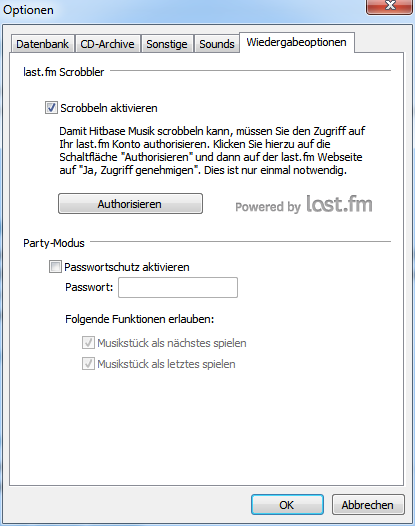 Optionen
Datenbank CD-Archive Sonstige Sounds Wiedergabeoptionen
last.fm Scrobbler
Scrobbeln aktivieren
Damit Hitbase Musik scrobbeln kann, müssen Sie den Zugriff auf
Ihr last.fm Konto authorisieren. Klicken Sie hierzu auf die
Schaltfläche "Authorisieren" und dann auf der last.fm Webseite
auf "Ja, Zugriff genehmigen". Dies ist nur einmal notwendig.
Authorisieren Powered by last.fm
Party-Modus
Passwortschutz aktivieren
Passwort:
Folgende Funktionen erlauben:
Musikstück als nächstes spielen
Musikstück als letztes spielen
OK Abbrechen